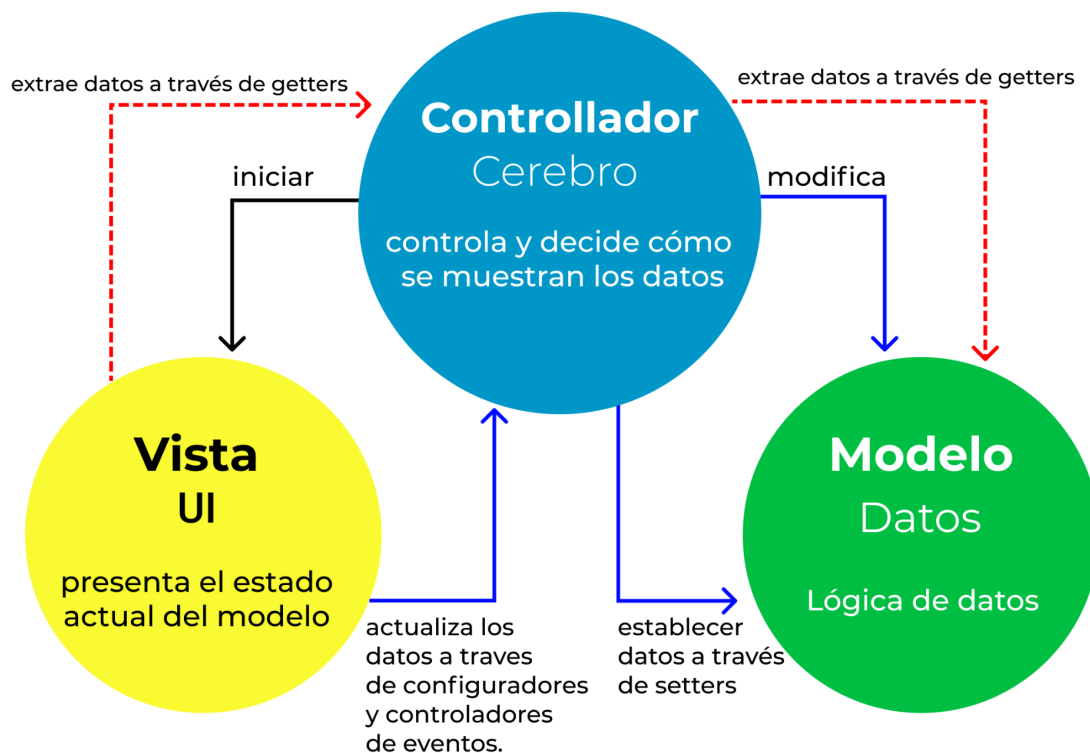 extrae datos a través de getters
extrae datos a través de getters
Controllador
Cerebro
controla y decide cómo
se muestran los datos
iniciar
modifica
Vista
UI
presenta el estado
actual del modelo
Modelo
Datos
Lógica de datos
actualiza los
datos a traves
de configuradores
y controladores
de eventos.
establecer
datos a través
de setters